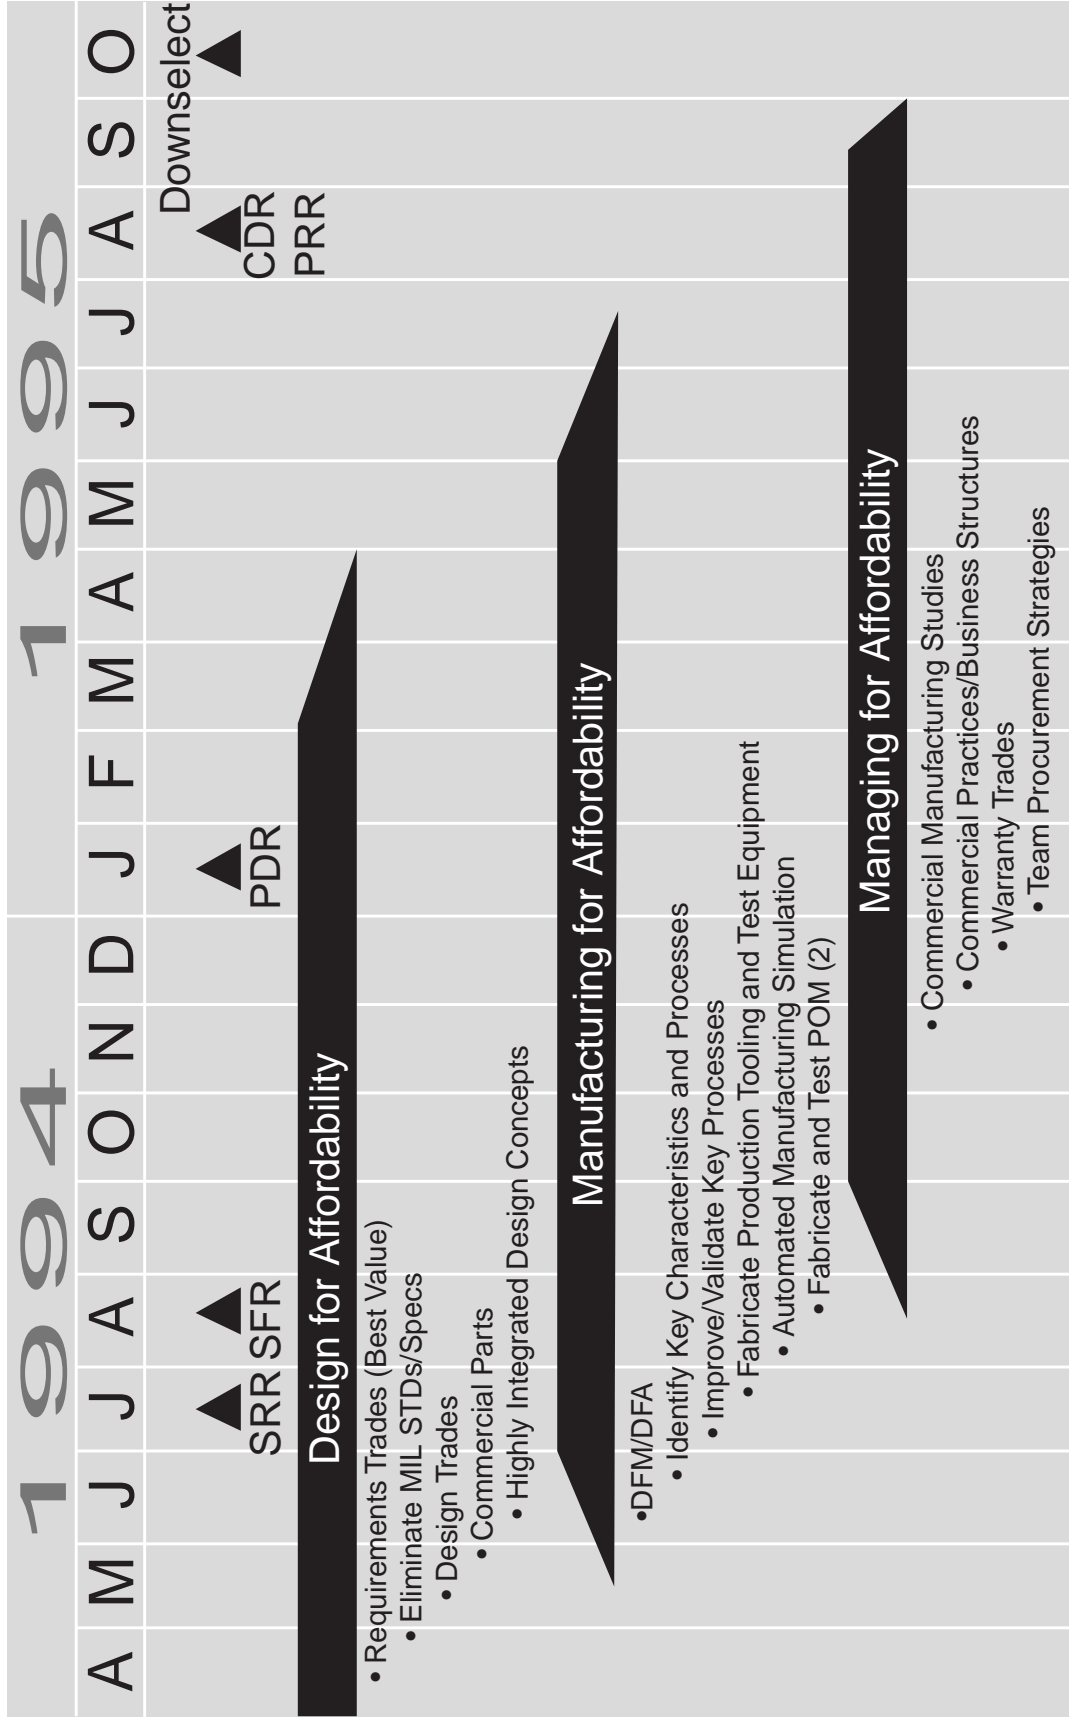 1994 1995
A M J J A S O N D J F M A M J J A S O
Downselect
SRR SFR PDR CDR
PRR
Design for Affordability
• Requirements Trades (Best Value)
• Eliminate MIL STDs/Specs
• Design Trades
• Commercial Parts
• Highly Integrated Design Concepts
Manufacturing for Affordability
•DFM/DFA
• Identify Key Characteristics and Processes
• Improve/Validate Key Processes
• Fabricate Production Tooling and Test Equipment
• Automated Manufacturing Simulation
• Fabricate and Test POM (2)
Managing for Affordability
• Commercial Manufacturing Studies
• Commercial Practices/Business Structures
• Warranty Trades
• Team Procurement Strategies